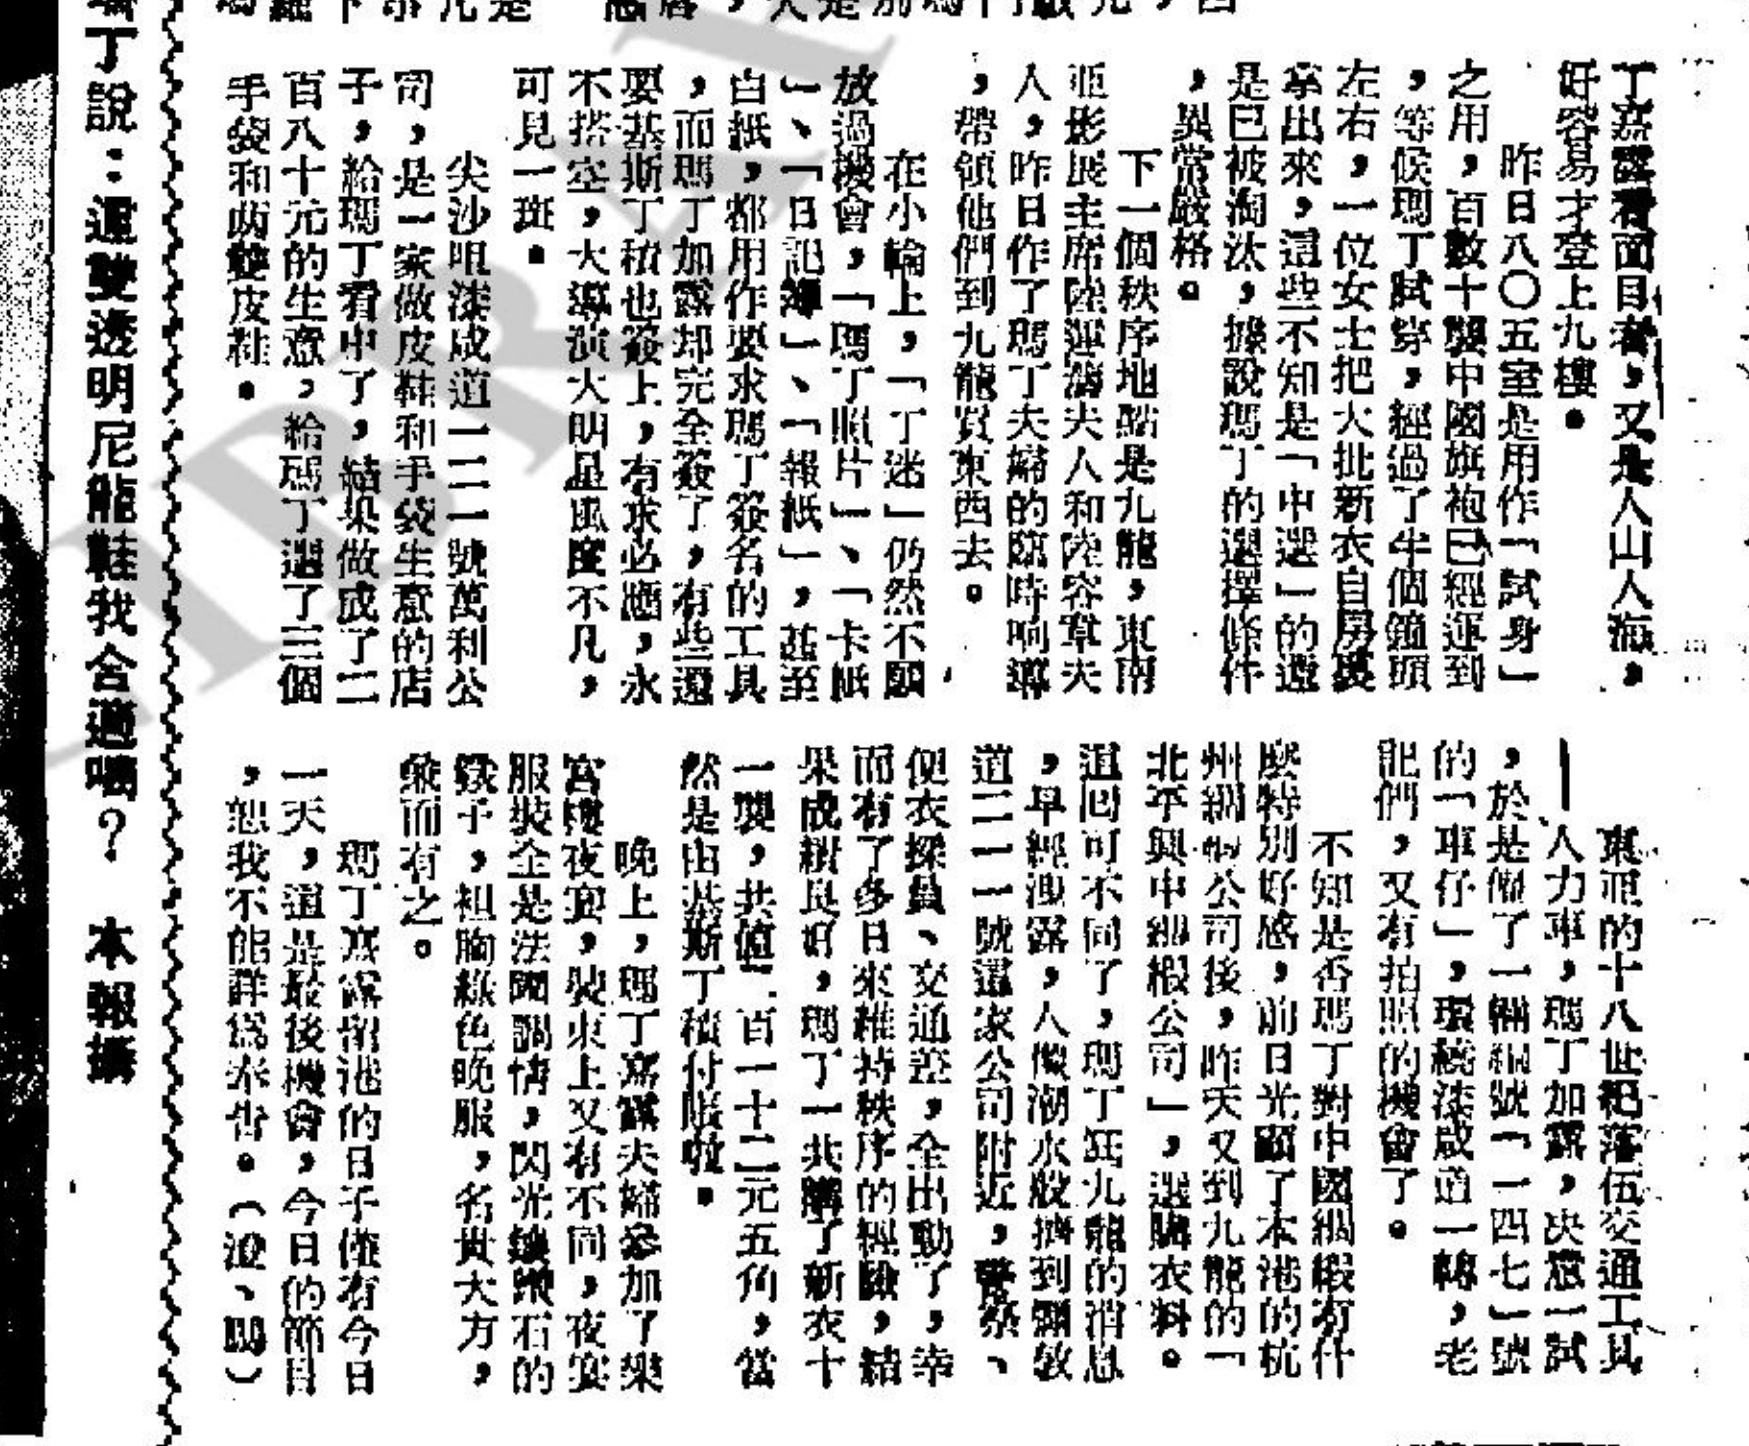 丁嘉露看面目者，又是人山人海，
好容易才登上九樓。
昨日八〇五室是用作「試身」
之用，百數十襲中國旗袍已經運到
，等候瑪丁試穿，經過了半個鐘頭
左右，一位女士把大批新衣自房裏
拿出來，這些不知是「中選」的還
是已被淘汰，據說瑪丁的選擇條件
，異常嚴格。
下一個秩序地點是九龍，東南
亞影展主席陸運濤夫人和陸容章夫
人，昨日作了瑪丁夫婦的臨時响導
，帶領他們到九龍買東西去。
在小輪上，「丁迷」仍然不願
放過機會，「瑪丁照片」、「卡紙
」、「日記簿」、「報紙」，甚至
白紙，都用作要求瑪丁簽名的工具
，而瑪丁加露却完全簽了，有些還
要基斯丁積也簽上，有求必應，永
不搭空，大導演大明星風度不凡，
可見一斑。
尖沙咀漆咸道一二一號萬利公
司，是一家做皮鞋和手袋生意的店
子，給瑪丁看中了，結果做成了二
百八十元的生意，給瑪丁選了三個
手袋和兩雙皮鞋。
東亞的十八世紀落伍交通工具
—人力車，瑪丁加露，决意一試
，於是僱了一輛綱號「一四七」號
的「車仔」，環繞漆咸道一轉，老
記們，又有拍照的機會了。
不知是否瑪丁對中國綢緞有什
麼特別好感，前日光顧了本港的杭
州綢緞公司後，昨天又到九龍的「
北平興中綢緞公司」，選購衣料。
這回可不同了，瑪丁逛九龍的消息
，早經洩露，人像潮水般擠到彌敦
道二一一號這家公司附近，警察、
便衣探員、交通差，全出動了，幸
而有了多日來維持秩序的經驗，結
果成績良好，瑪丁一共購了新衣十
一襲，共值二百一十二元五角，當
然是由基斯丁積付賬啦。
晚上，瑪丁嘉露夫婦參加了樂
宮樓夜宴，裝束上又有不同，夜宴
服裝全是法國調情，閃光鑲鑽石的
鍊子，袒胸綠色晚服，名貴大方，
兼而有之。
瑪丁嘉露留港的日子僅有今日
一天，這是最後機會，今日的節目
，恕我不能詳爲奉告。（澄、鵑）
丁說：這雙透明尼龍鞋我合適嗎？　本報攝